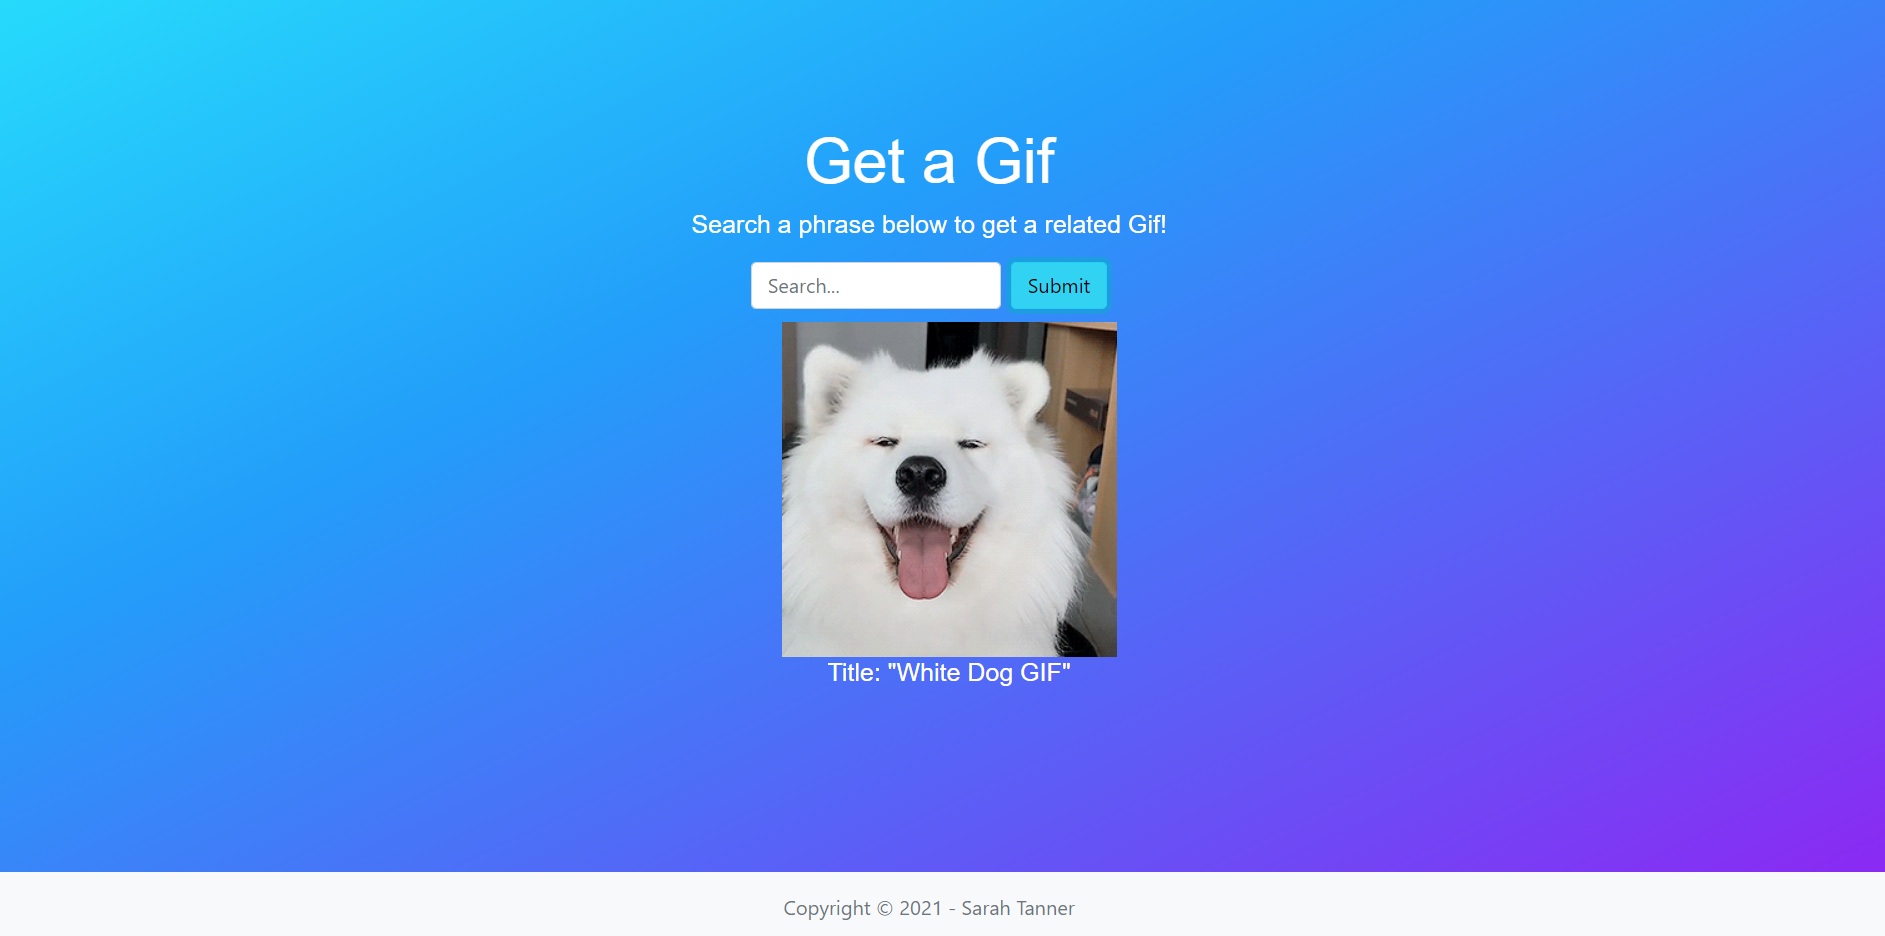 Get a Gif
Search a phrase below to get a related Gif!
Search... Submit
Title: "White Dog GIF"
Copyright © 2021 - Sarah Tanner